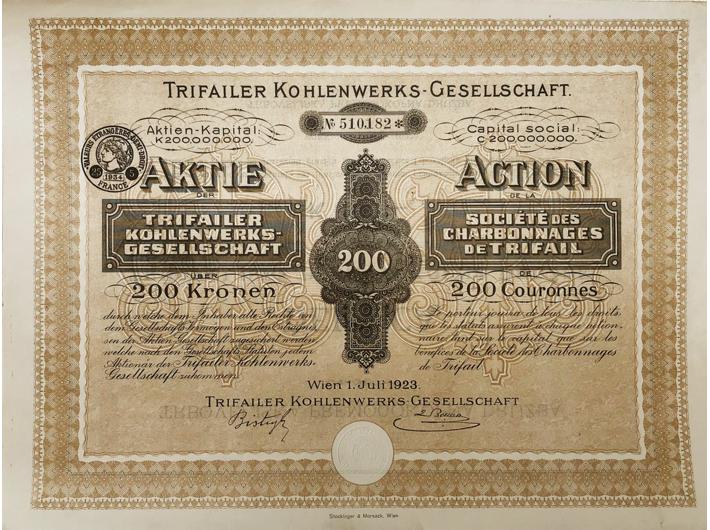 TRIFAILER KOHLENWERKS-GESELLSCHAFT.
№ 510.182 *
Aktien-Kapital:
K 200,000.000.
Capital social:
C 200,000.000.
VALEURS ETRANGERES
1934
FRANCE
AKTIE
DER
TRIFAILER
KOHLENWERKS-
GESELLSCHAFT
ÜBER
200 Kronen
200
ACTION
DE LA
SOCIÉTÉ DES
CHARBONNAGES
DE TRIFAIL
DE
200 Couronnes
durch welche dem Inhaber alle Rechte an
dem Gesellschafts Vermögen und den Erträgnis-
sen der Aktien Gesellschaft zugesichert werden
welche nach den Gesellschafts Statuten jedem
Aktionär der Trifailer Kohlenwerks-
Gesellschaft zukommen.
Le porteur jouira de tous les droits,
que les statuts assurent à chaque action-
naire tant sur le capital que sur les
bénéfices de la Société des Charbonnages
de Trifail
Wien 1. Juli 1923.
TRIFAILER KOHLENWERKS-GESELLSCHAFT
Stöcklinger & Morsack, Wien